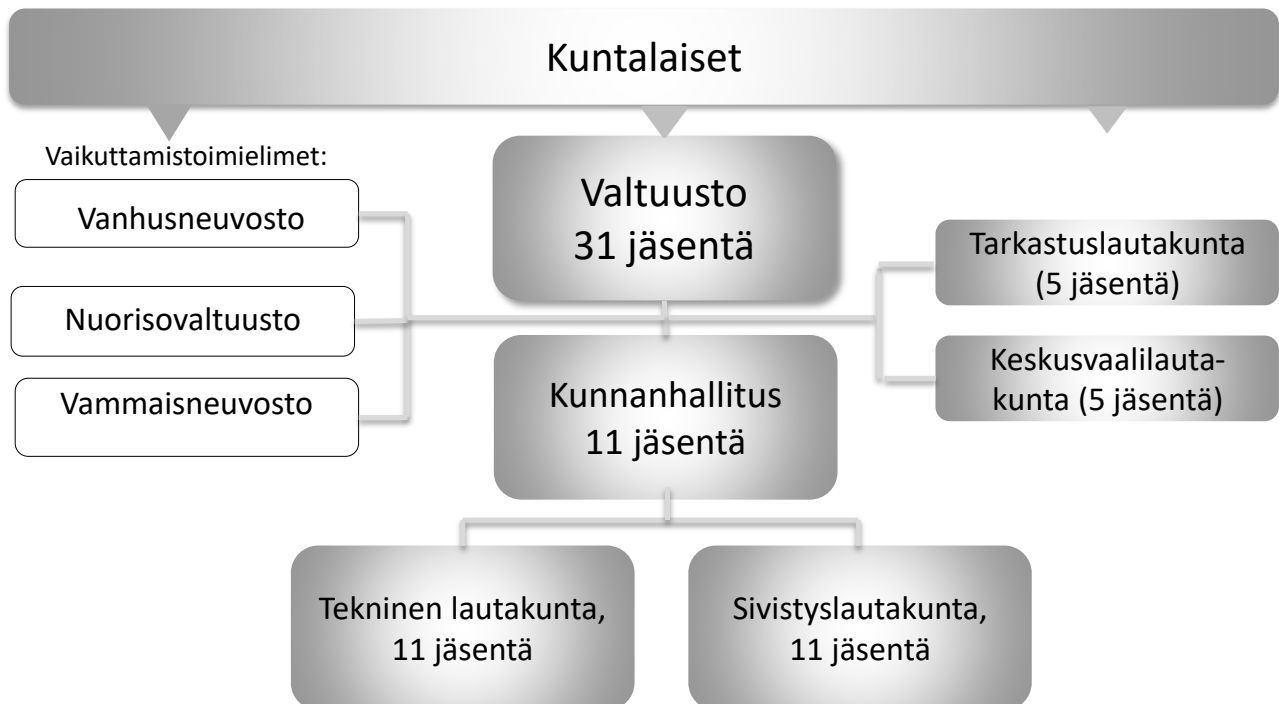 Kuntalaiset
Vaikuttamistoimielimet:
Vanhusneuvosto
Nuorisovaltuusto
Vammaisneuvosto
Valtuusto
31 jäsentä
Kunnanhallitus
11 jäsentä
Tarkastuslautakunta
(5 jäsentä)
Keskusvaalilauta-
kunta (5 jäsentä)
Tekninen lautakunta,
11 jäsentä
Sivistyslautakunta,
11 jäsentä